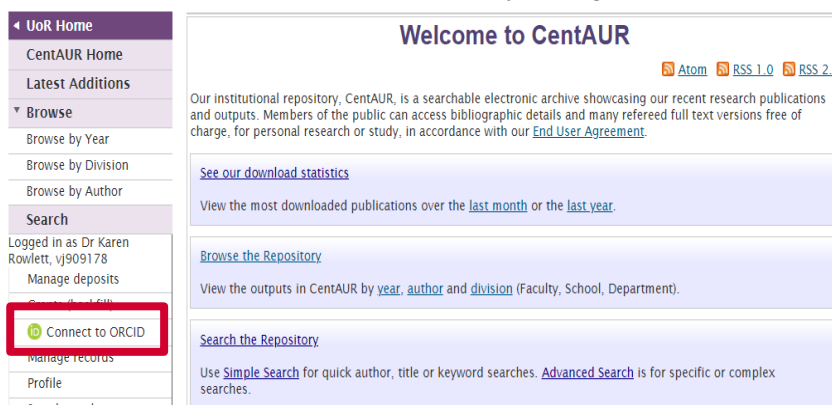 UoR Home
CentAUR Home
Latest Additions
Browse
Browse by Year
Browse by Division
Browse by Author
Search
Logged in as Dr Karen
Rowlett, vj909178
Manage deposits
iD Connect to ORCID
Manage records
Profile
Welcome to CentAUR
Atom RSS 1.0 RSS 2.
Our institutional repository, CentAUR, is a searchable electronic archive showcasing our recent research publications
and outputs. Members of the public can access bibliographic details and many refereed full text versions free of
charge, for personal research or study, in accordance with our End User Agreement.
See our download statistics
View the most downloaded publications over the last month or the last year.
Browse the Repository
View the outputs in CentAUR by year, author and division (Faculty, School, Department).
Search the Repository
Use Simple Search for quick author, title or keyword searches. Advanced Search is for specific or complex
searches.